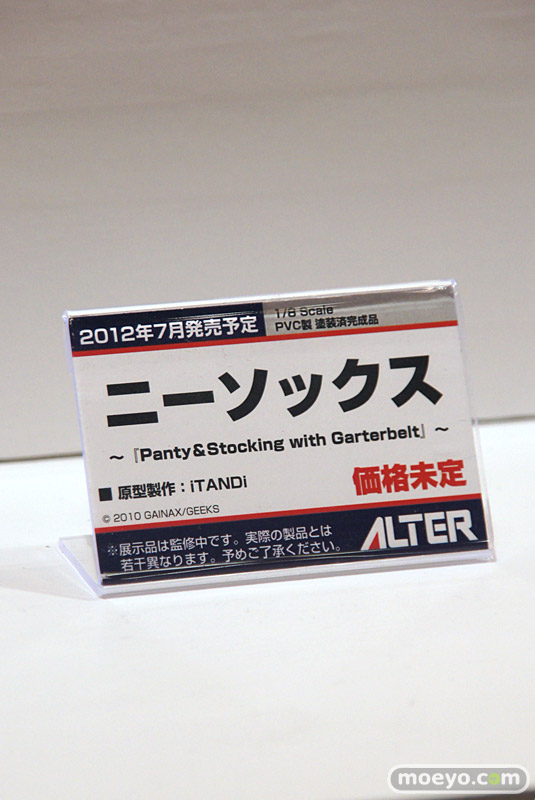 2012年7月発売予定
1/8 Scale
PVC製 塗装済完成品
ニーソックス
~『Panty&Stocking with Garterbelt』~
■ 原型製作：iTANDi
価格未定
© 2010 GAINAX/GEEKS
※展示品は監修中です。実際の製品とは
若干異なります。予めご了承ください。
ALTER
moeyo.com